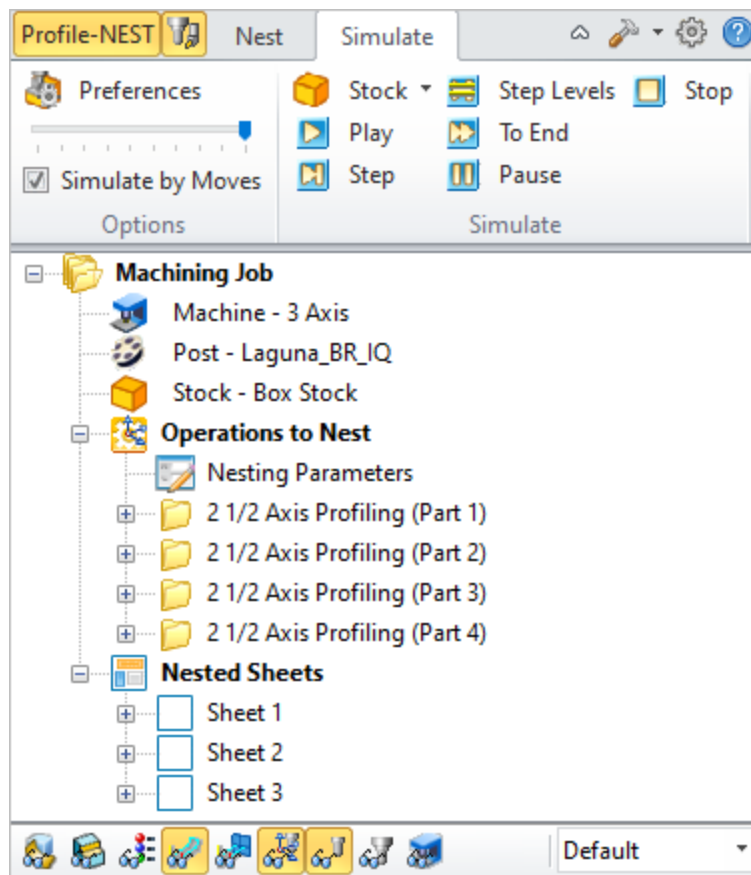 Profile-NEST Nest Simulate
Preferences Stock Step Levels Stop
Play To End
Simulate by Moves Step Pause
Options Simulate
Machining Job
Machine - 3 Axis
Post - Laguna_BR_IQ
Stock - Box Stock
Operations to Nest
Nesting Parameters
2 1/2 Axis Profiling (Part 1)
2 1/2 Axis Profiling (Part 2)
2 1/2 Axis Profiling (Part 3)
2 1/2 Axis Profiling (Part 4)
Nested Sheets
Sheet 1
Sheet 2
Sheet 3
Default